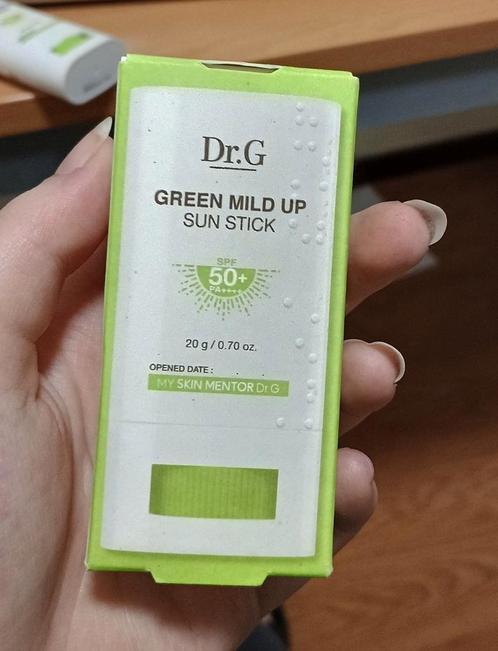 Dr.G
GREEN MILD UP
SUN STICK
SPF
50+
PA++++
20 g / 0.70 oz.
OPENED DATE :
MY SKIN MENTOR Dr.G